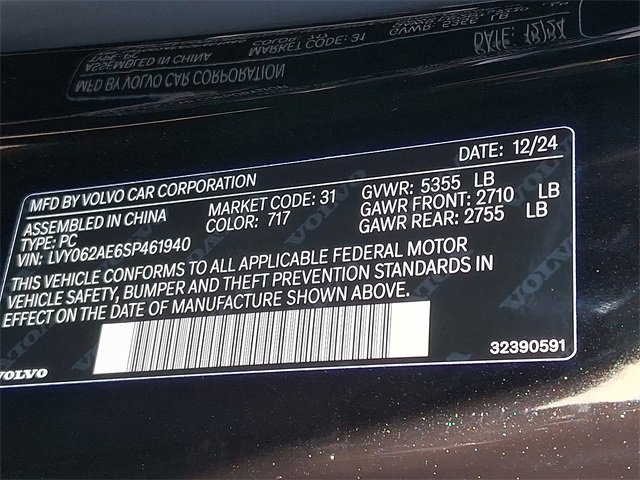 DATE: 12/24
MFD BY VOLVO CAR CORPORATION
ASSEMBLED IN CHINA
TYPE: PC
VIN: LVY062AE6SP461940
MARKET CODE: 31
COLOR: 717
GVWR: 5355 LB
GAWR FRONT: 2710 LB
GAWR REAR: 2755 LB
THIS VEHICLE CONFORMS TO ALL APPLICABLE FEDERAL MOTOR
VEHICLE SAFETY, BUMPER AND THEFT PREVENTION STANDARDS IN
EFFECT ON THE DATE OF MANUFACTURE SHOWN ABOVE.
32390591
VOLVO